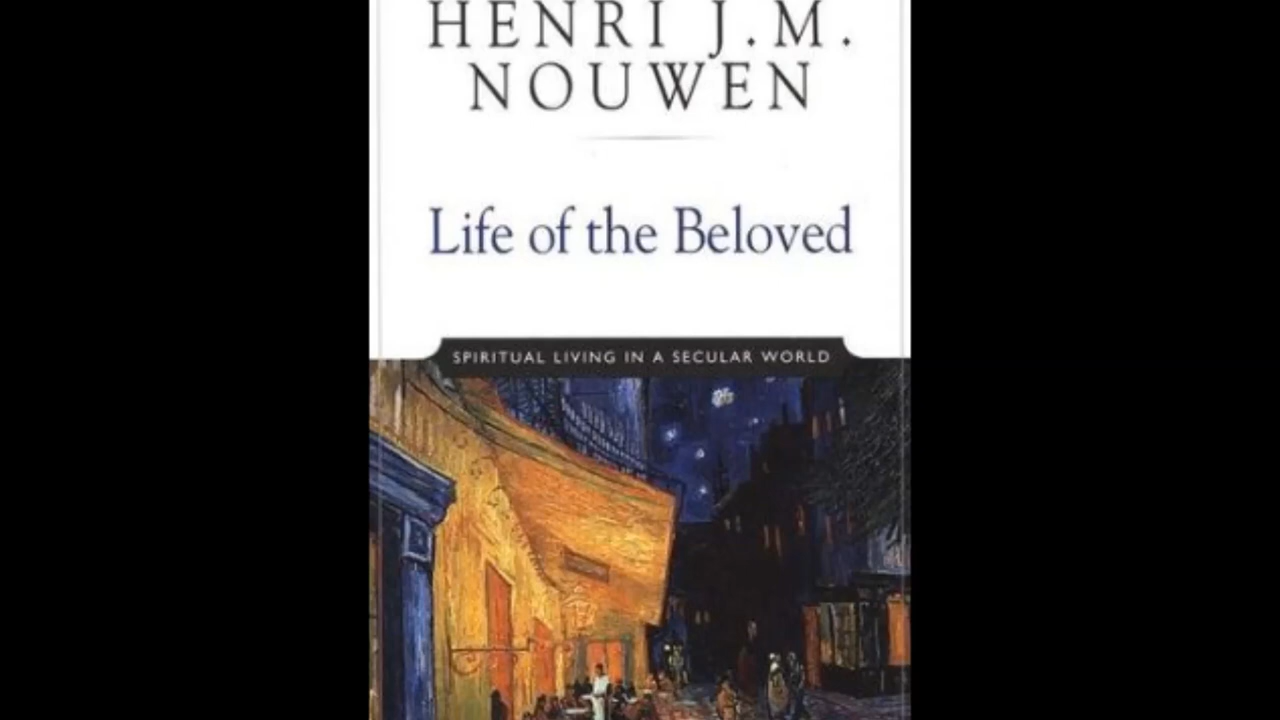 HENRI J.M.
NOUWEN
Life of the Beloved
SPIRITUAL LIVING IN A SECULAR WORLD